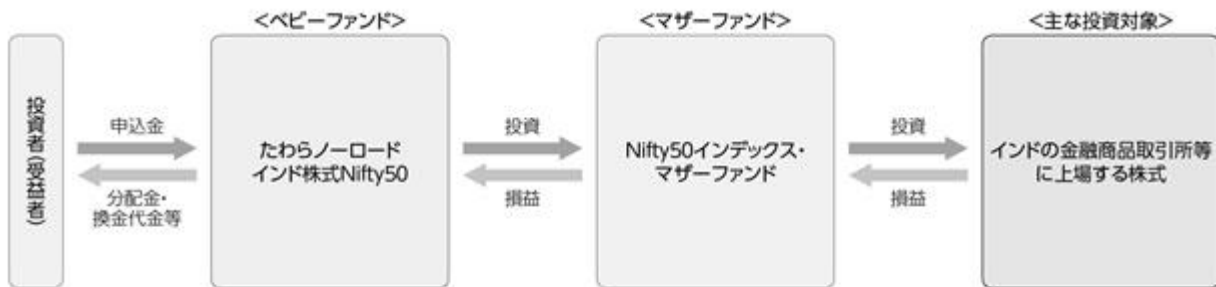 <ベビーファンド>
<マザーファンド>
<主な投資対象>
投資者(受益者)
申込金
分配金・
換金代金等
たわらノーロード
インド株式Nifty50
投資
損益
Nifty50インデックス・
マザーファンド
投資
損益
インドの金融商品取引所等
に上場する株式